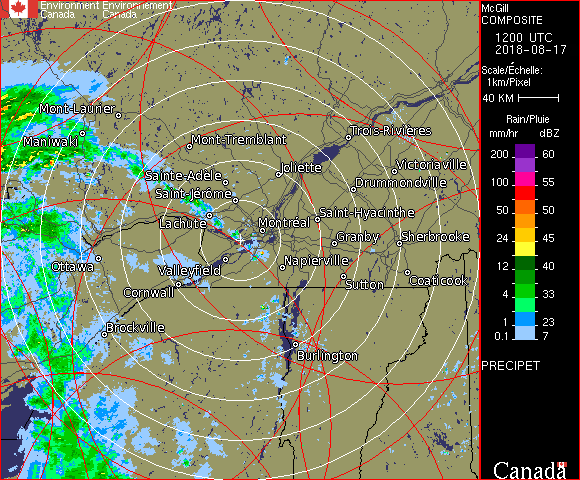 Environment Environnement
Canada Canada
McGill
COMPOSITE
1200 UTC
2018-08-17
Scale/Échelle:
1km/Pixel
40 KM
Rain/Pluie
mm/hr dBZ
200 60
100 55
50 50
24 45
12 40
4 33
1 23
0.1 7
PRECIPET
Canada
Mont-Laurier
Maniwaki
Mont-Tremblant
Trois-Rivières
Sainte-Adèle
Joliette
Victoriaville
Saint-Jérôme
Drummondville
Lachute
Montréal
Saint-Hyacinthe
Granby
Sherbrooke
Ottawa
Valleyfield
Napierville
Cornwall
Sutton
Coaticook
Brockville
Burlington